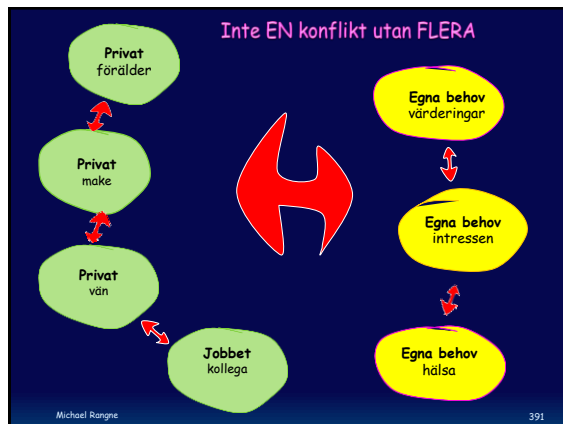 Inte EN konflikt utan FLERA
Privat
förälder
Privat
make
Privat
vän
Jobbet
kollega
Egna behov
värderingar
Egna behov
intressen
Egna behov
hälsa
Michael Rangne
391